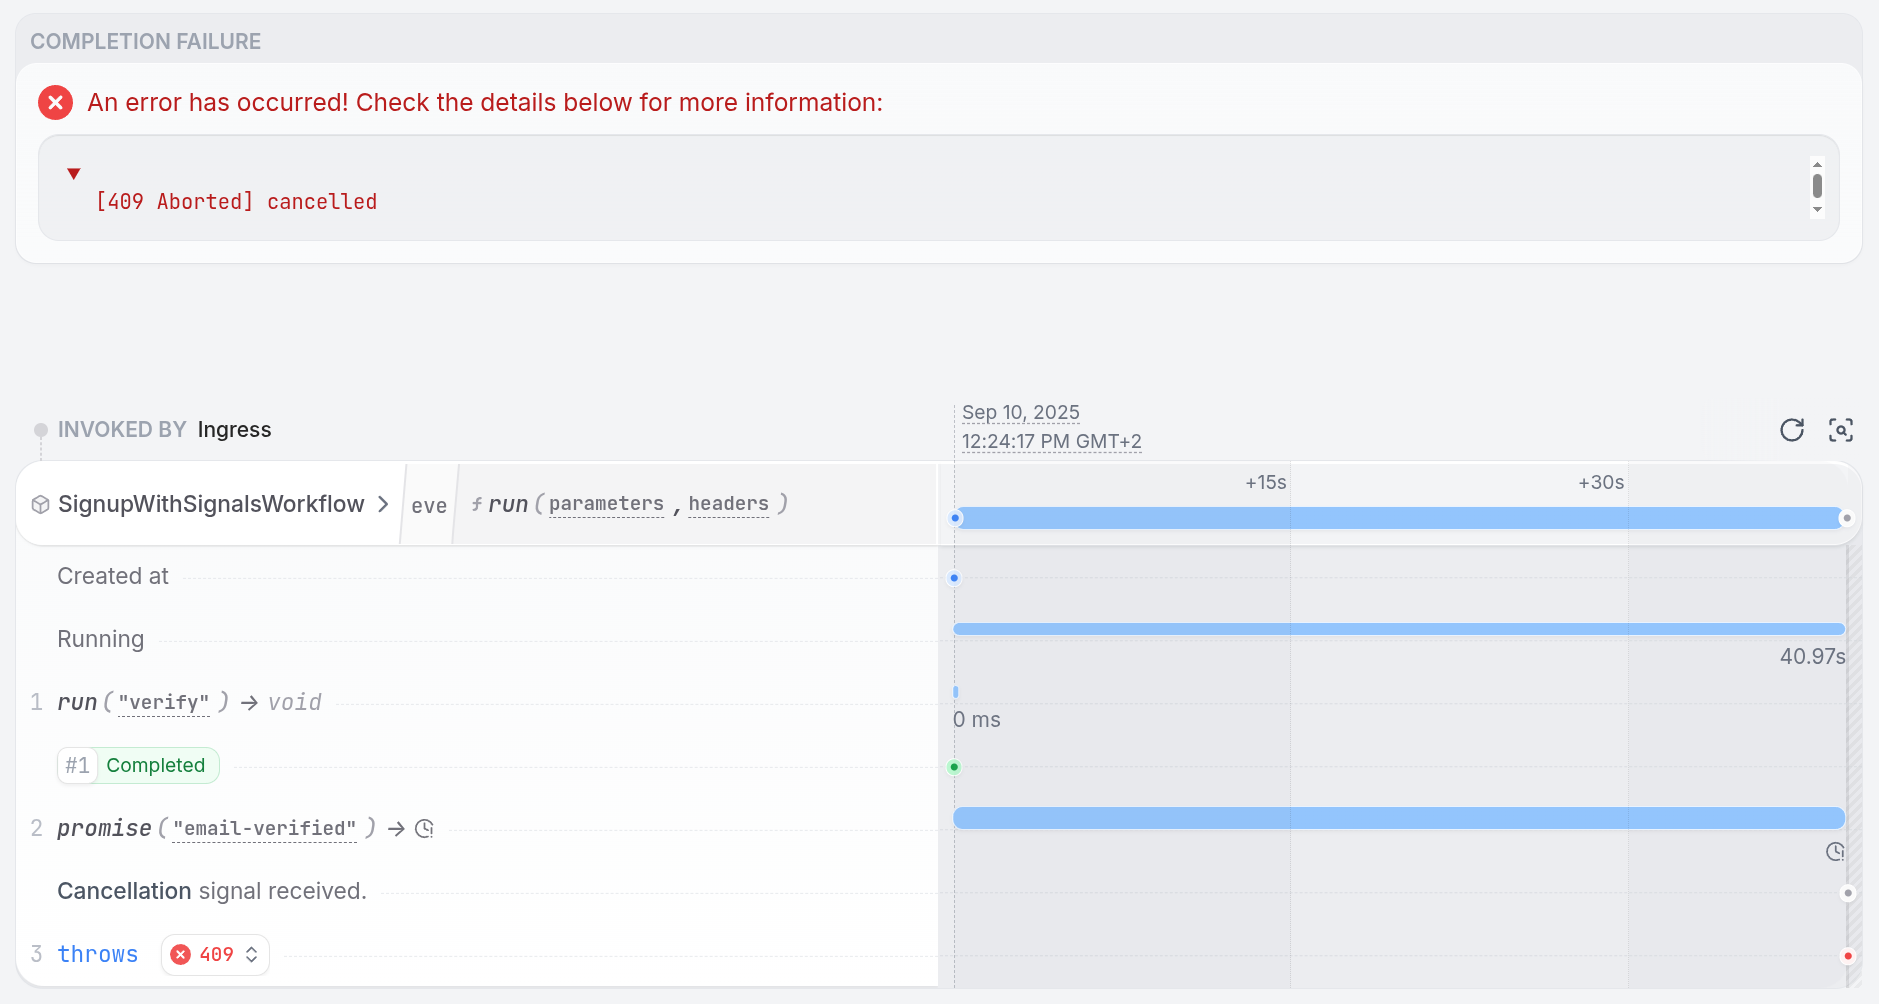 COMPLETION FAILURE
An error has occurred! Check the details below for more information:
[409 Aborted] cancelled
INVOKED BY Ingress
Sep 10, 2025
12:24:17 PM GMT+2
SignupWithSignalsWorkflow
eve
run(parameters, headers)
+15s
+30s
Created at
Running
40.97s
1 run("verify") → void
0 ms
#1 Completed
2 promise("email-verified") →
Cancellation signal received.
3 throws 409